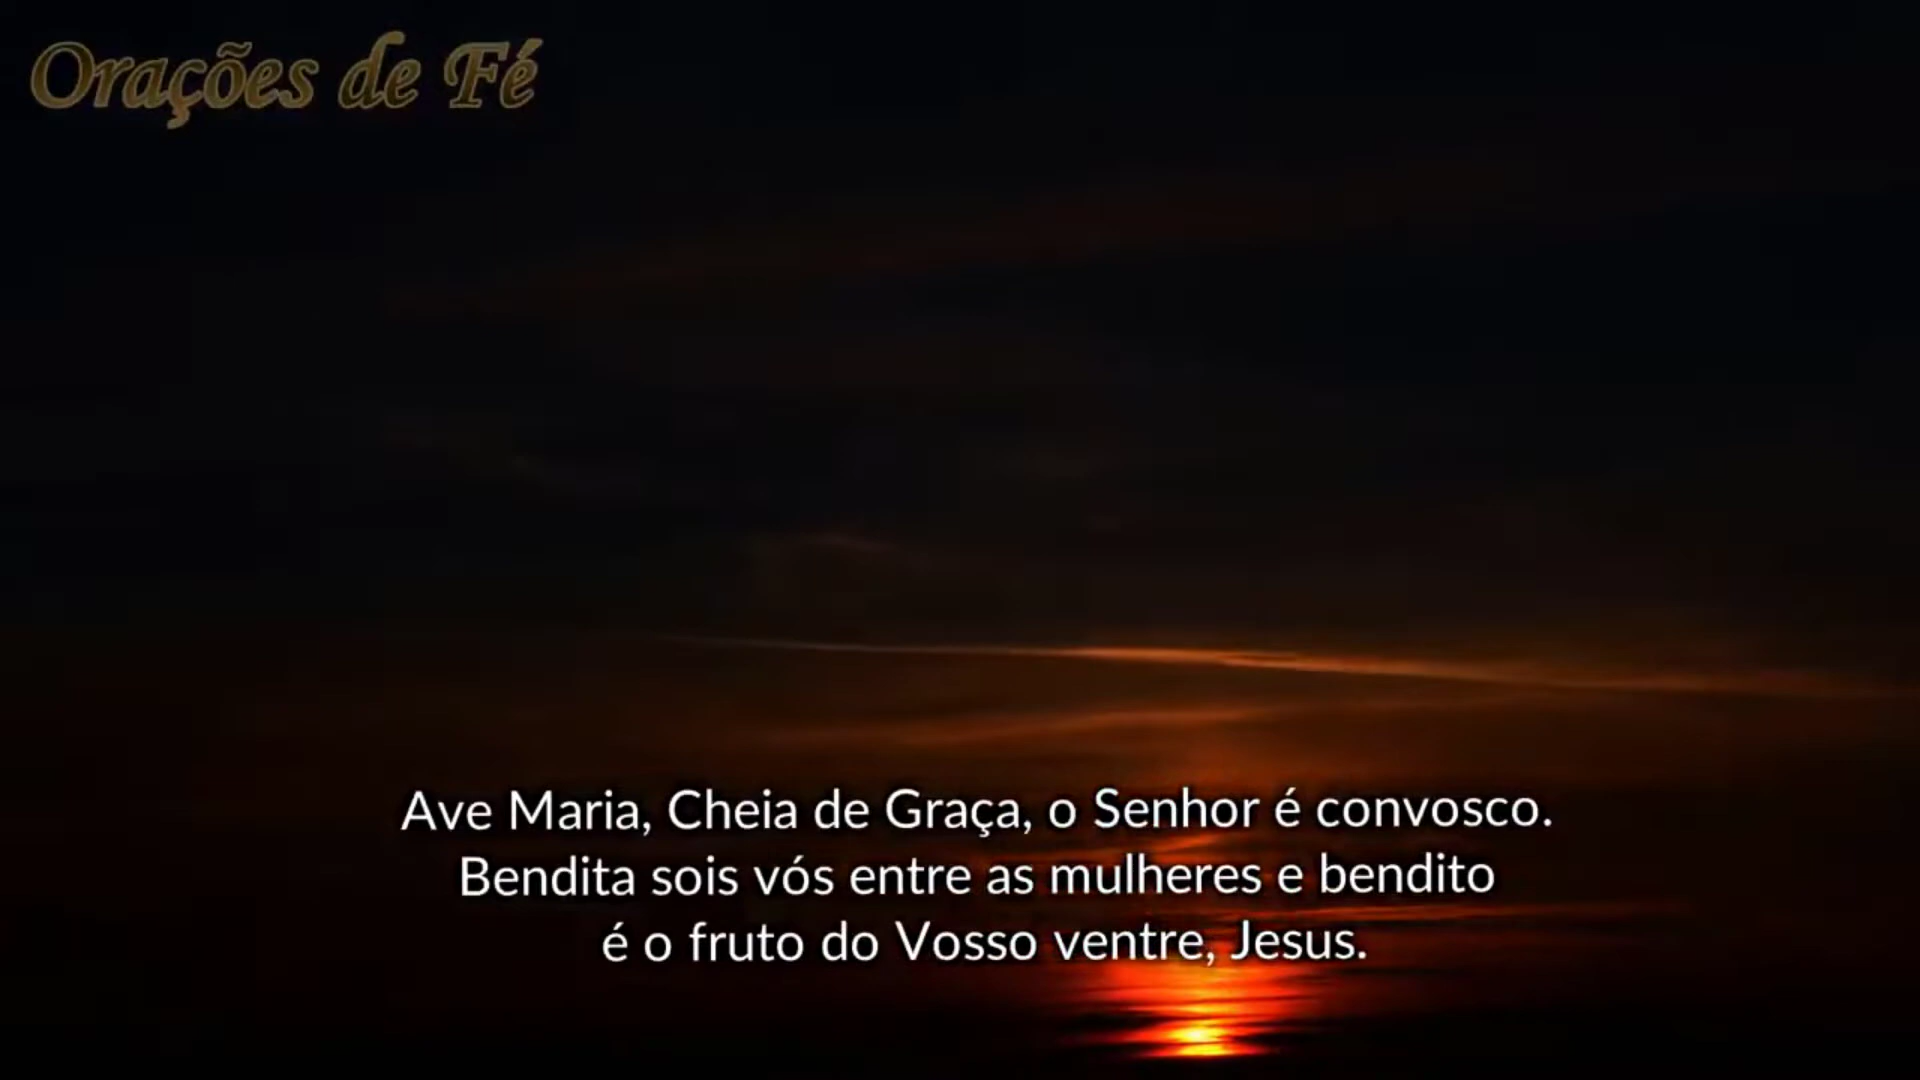 Orações de Fé
Ave Maria, Cheia de Graça, o Senhor é convosco.
Bendita sois vós entre as mulheres e bendito
é o fruto do Vosso ventre, Jesus.